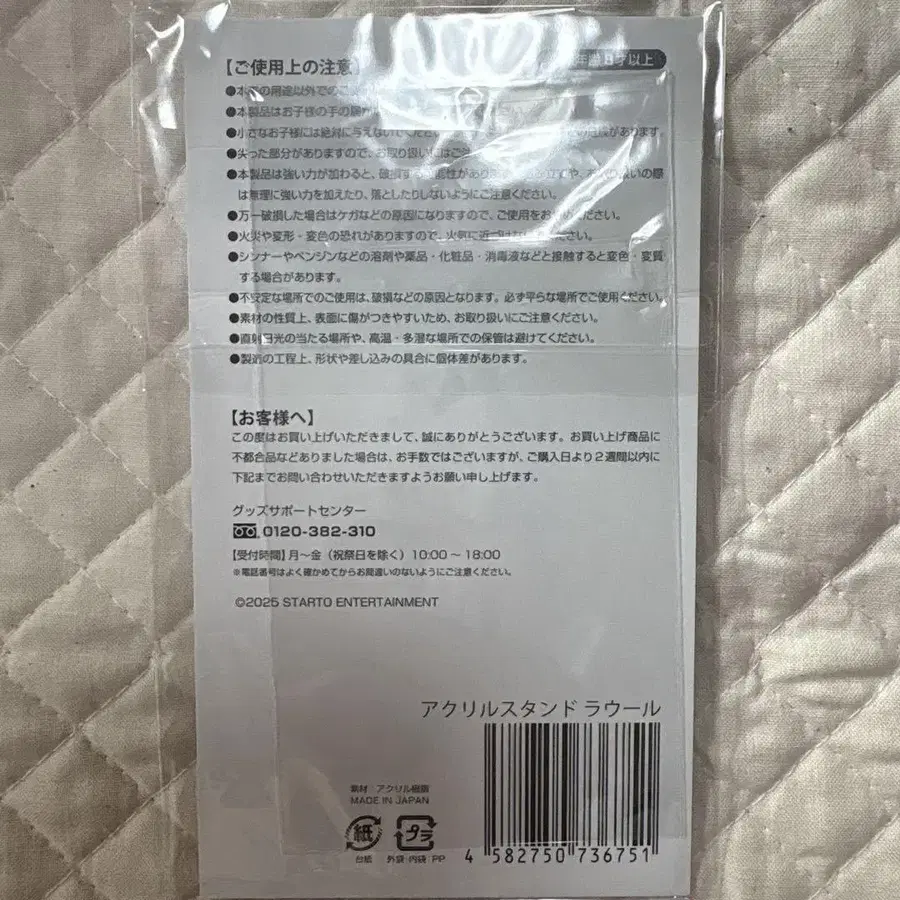 【ご使用上の注意】
8才以上
●本
の用途以外での
●本製品はお子様の手の届
●小さなお子様には絶対に与えないでください
があります。
●尖った部分がありますので、お取り扱いにはご注
●本製品は強い力が加わると、破損する
能性があり
立てや、
いの際
は無理に強い力を加えたり、落としたりしないようにご注意ください。
●万一破損した場合はケガなどの原因になりますので、ご使用をお
ください。
●火災や変形・変色の恐れがありますので、火気に近づけない
ください。
●シンナーやベンジンなどの溶剤や薬品・化粧品・消毒液などと接触すると変色・変質
する場合があります。
●不安定な場所でのご使用は、破損などの原因となります。必ず平らな場所でご使用ください。
●素材の性質上、表面に傷がつきやすいため、お取り扱いにご注意ください。
●直射日光の当たる場所や、高温・多湿な場所での保管は避けてください。
●製造の工程上、形状や差し込みの具合に個体差があります。
【お客様へ】
この度はお買い上げいただきまして、誠にありがとうございます。お買い上げ商品に
不都合品などありました場合は、お手数ではございますが、ご購入日より2週間以内に
下記までお問い合わせいただきますようお願い申し上げます。
グッズサポートセンター
0120-382-310
【受付時間】月〜金（祝祭日を除く）10:00〜18:00
※電話番号はよく確かめてからお間違いのないようにご注意ください。
©2025 STARTO ENTERTAINMENT
アクリルスタンド ラウール
素材 アクリル樹脂
MADE IN JAPAN
紙 プラ
台紙 外袋・内袋:PP
4 582750 736751